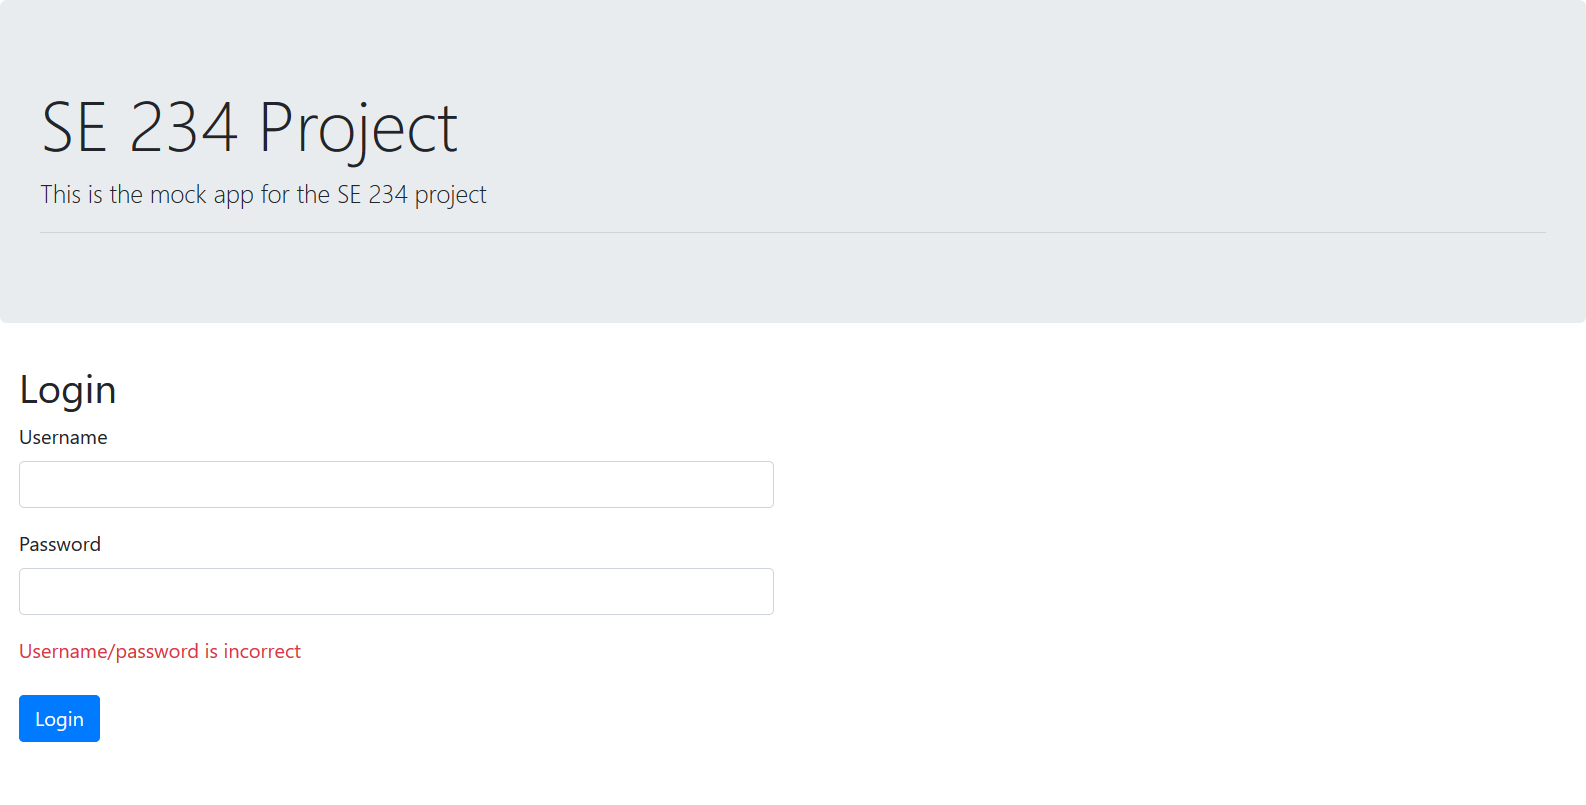 SE 234 Project
This is the mock app for the SE 234 project
Login
Username
Password
Username/password is incorrect
Login